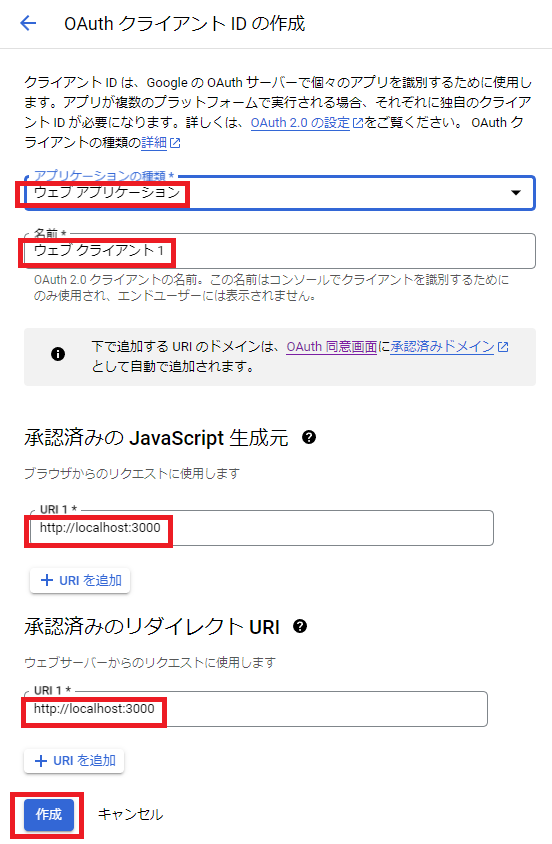 OAuth クライアント ID の作成
クライアント ID は、Google の OAuth サーバーで個々のアプリを識別するために使用し
ます。アプリが複数のプラットフォームで実行される場合、それぞれに独自のクライア
ント ID が必要になります。詳しくは、OAuth 2.0 の設定をご覧ください。 OAuth ク
ライアントの種類の詳細
アプリケーションの種類 *
ウェブ アプリケーション
名前 *
ウェブ クライアント 1
OAuth 2.0 クライアントの名前。この名前はコンソールでクライアントを識別するために
のみ使用され、エンドユーザーには表示されません。
下で追加する URI のドメインは、OAuth 同意画面に承認済みドメイン
として自動で追加されます。
承認済みの JavaScript 生成元
ブラウザからのリクエストに使用します
URI 1 *
http://localhost:3000
+ URI を追加
承認済みのリダイレクト URI
ウェブサーバーからのリクエストに使用します
URI 1 *
http://localhost:3000
+ URI を追加
作成 キャンセル